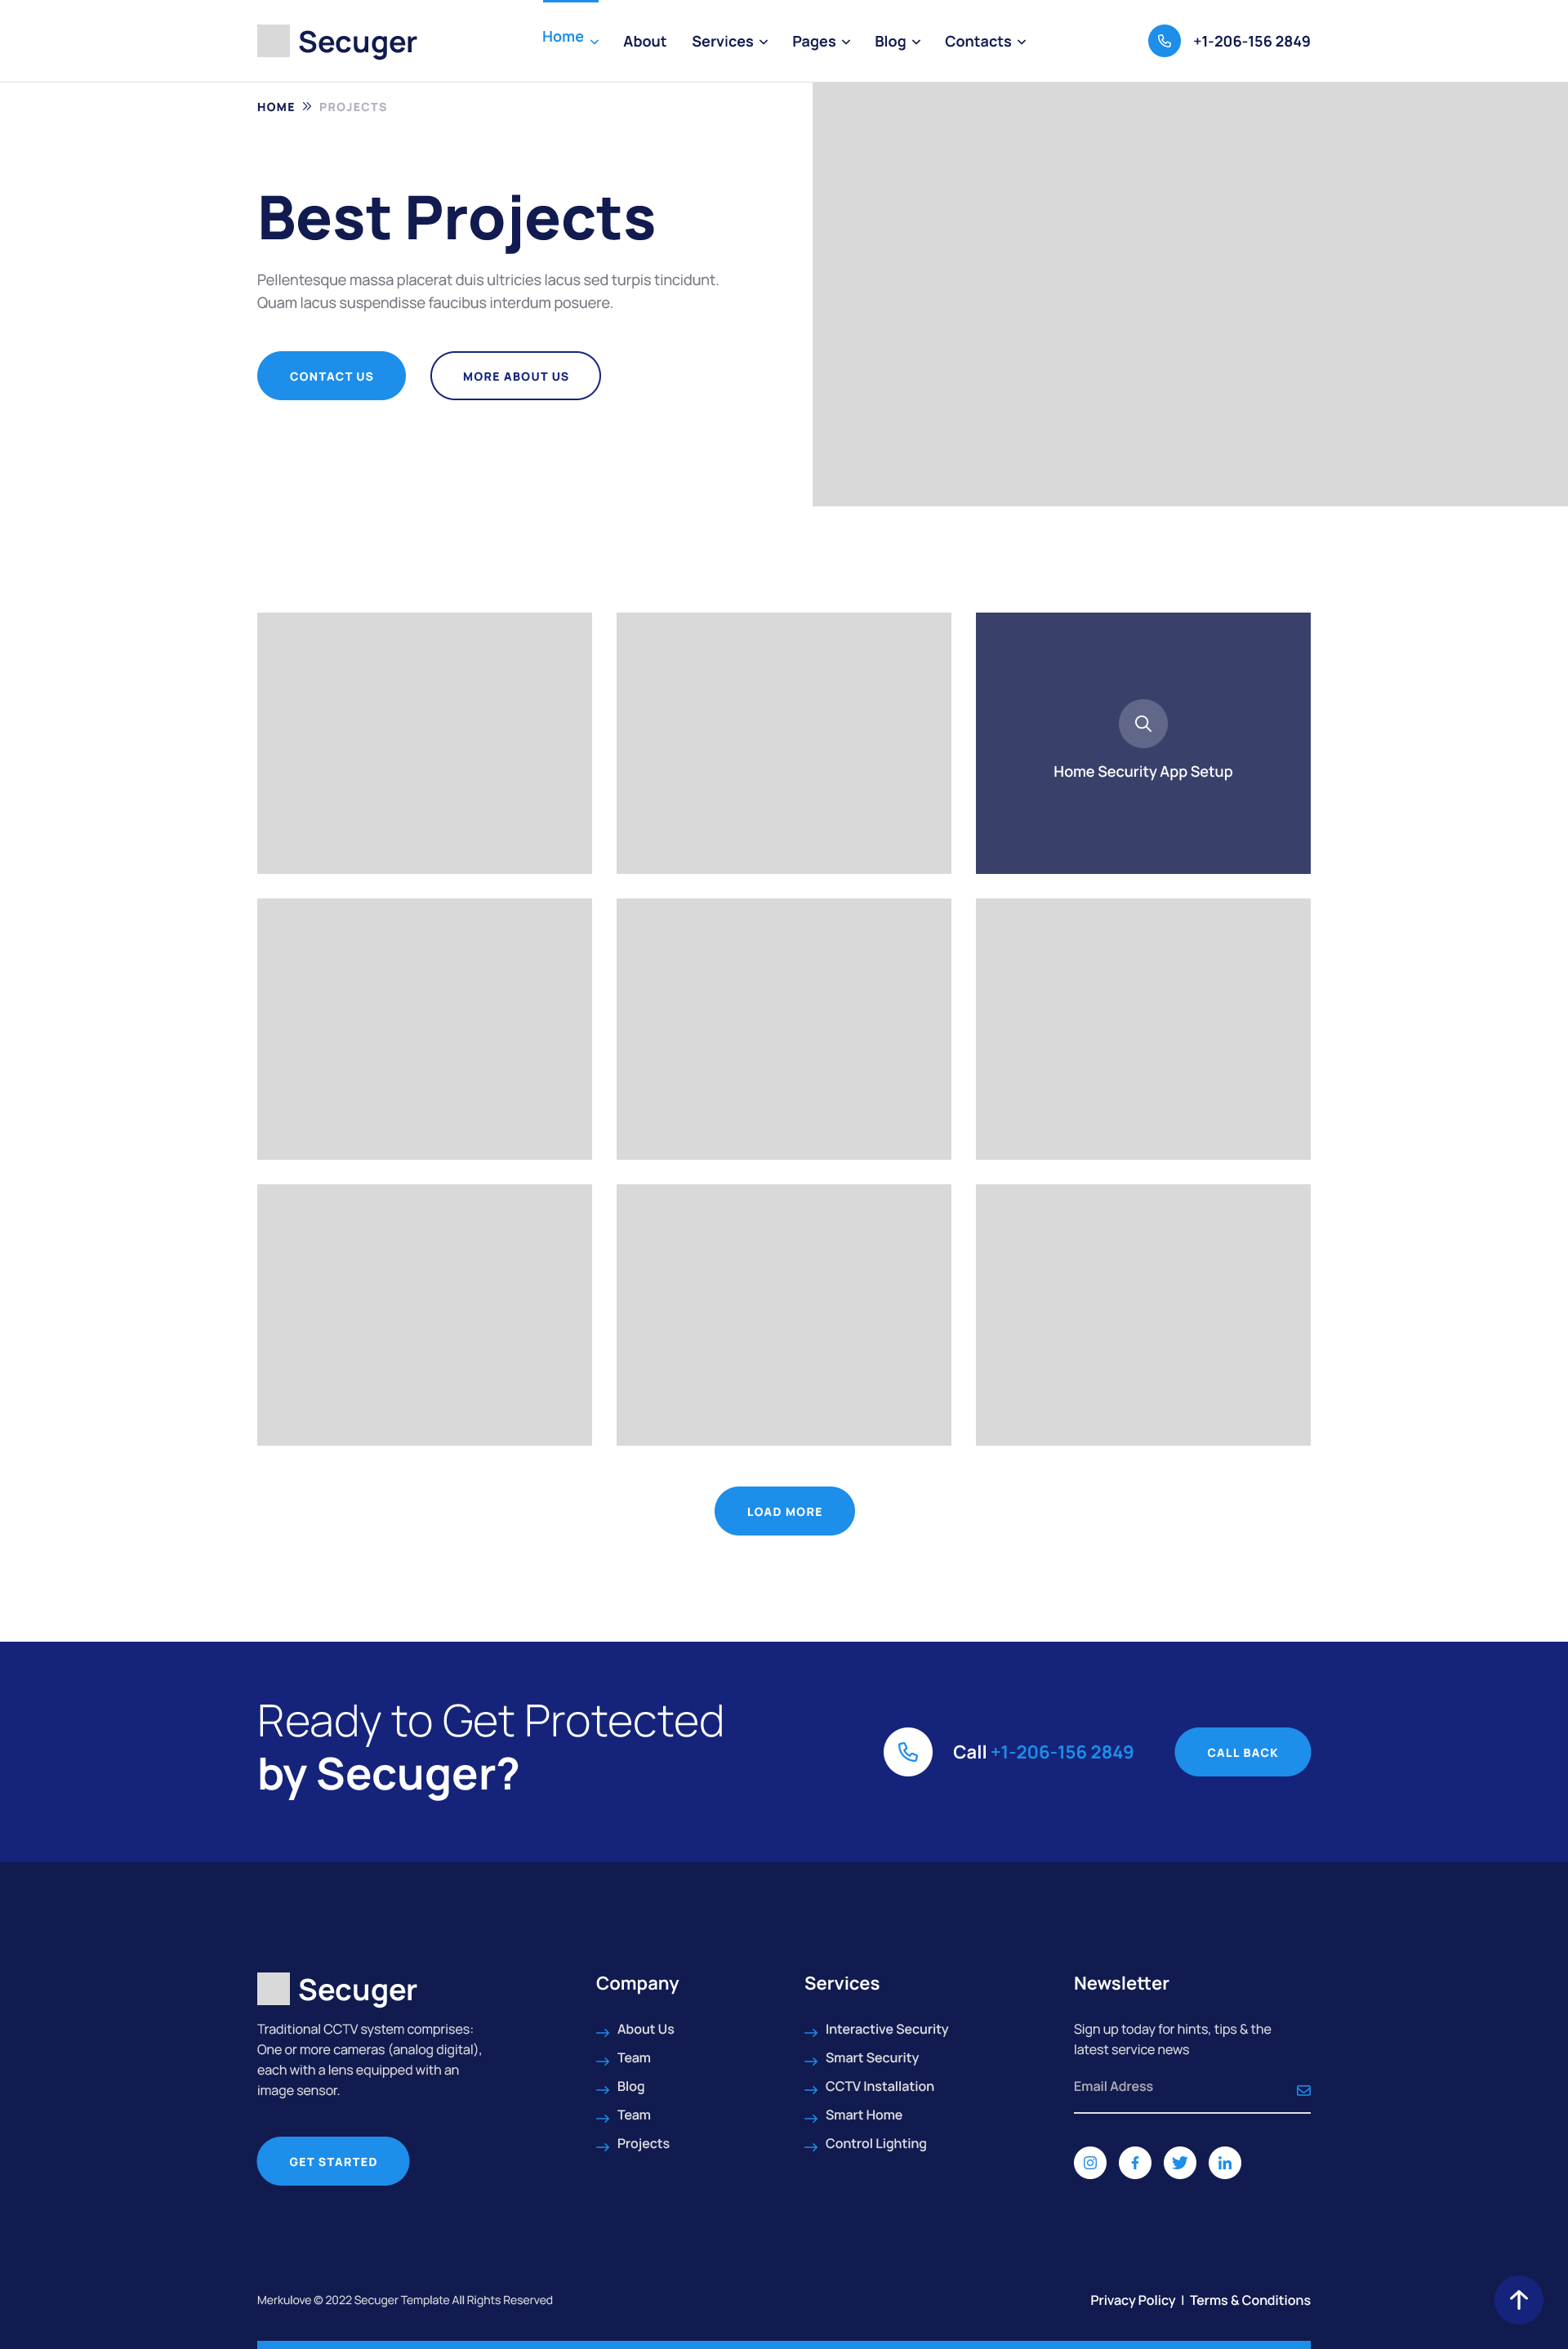 Secuger
Home
About
Services
Pages
Blog
Contacts
+1-206-156 2849
HOME
PROJECTS
Best Projects
Pellentesque massa placerat duis ultricies lacus sed turpis tincidunt.
Quam lacus suspendisse faucibus interdum posuere.
CONTACT US
MORE ABOUT US
Home Security App Setup
LOAD MORE
Ready to Get Protected
by Secuger?
Call +1-206-156 2849
CALL BACK
Secuger
Traditional CCTV system comprises:
One or more cameras (analog digital),
each with a lens equipped with an
image sensor.
GET STARTED
Company
About Us
Team
Blog
Team
Projects
Services
Interactive Security
Smart Security
CCTV Installation
Smart Home
Control Lighting
Newsletter
Sign up today for hints, tips & the
latest service news
Email Adress
Merkulove © 2022 Secuger Template All Rights Reserved
Privacy Policy | Terms & Conditions